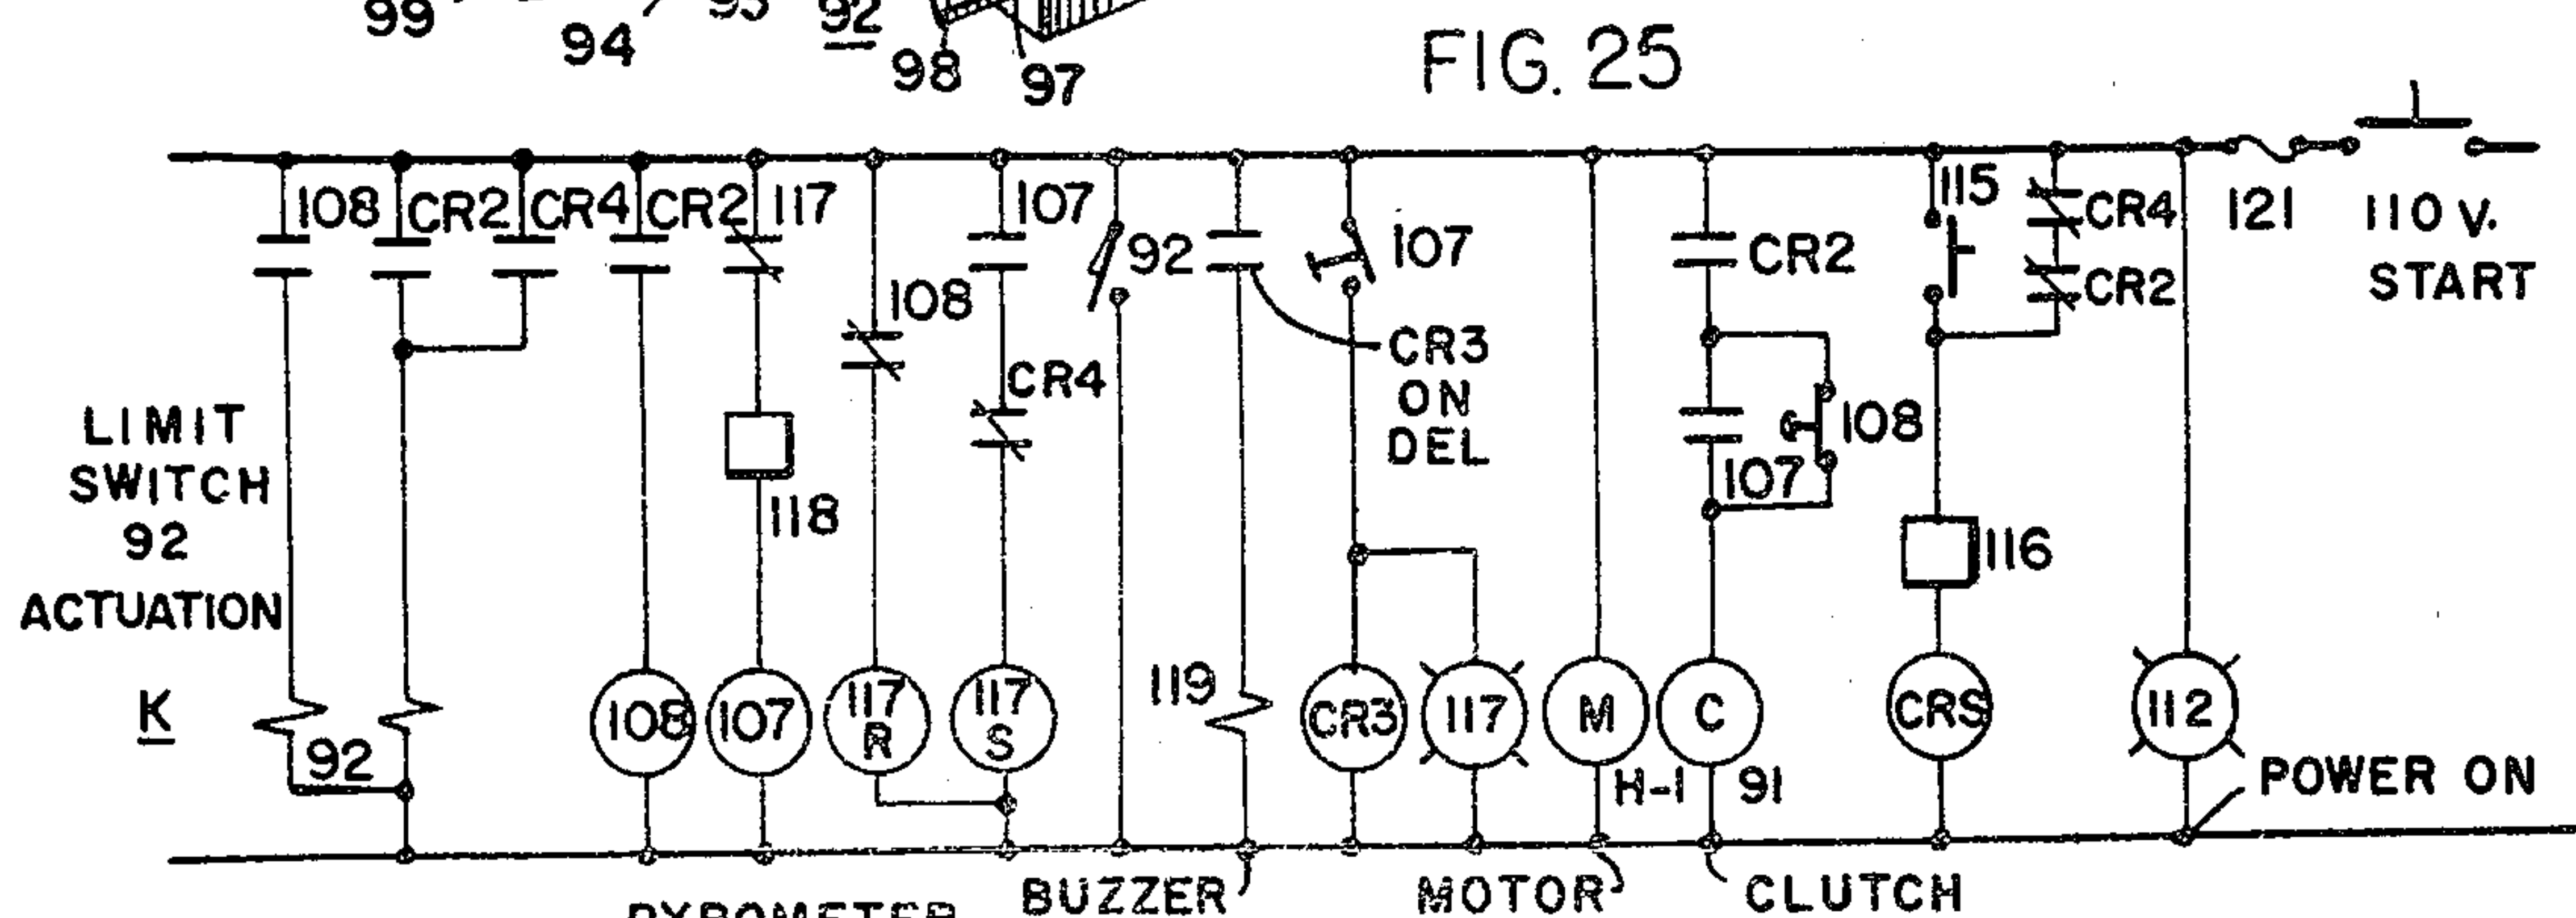 99
94
95
92
98
97
FIG. 25
108
CR2
CR4
CR2
117
107
92
107
115
CR4
121
110 V.
START
108
CR2
CR2
CR3
ON
DEL
CR4
108
107
LIMIT
SWITCH
92
ACTUATION
118
116
K
92
108
107
117
R
117
S
119
CR3
117
M
C
CRS
112
H-1
91
POWER ON
BUZZER
MOTOR
CLUTCH
PYROMETER